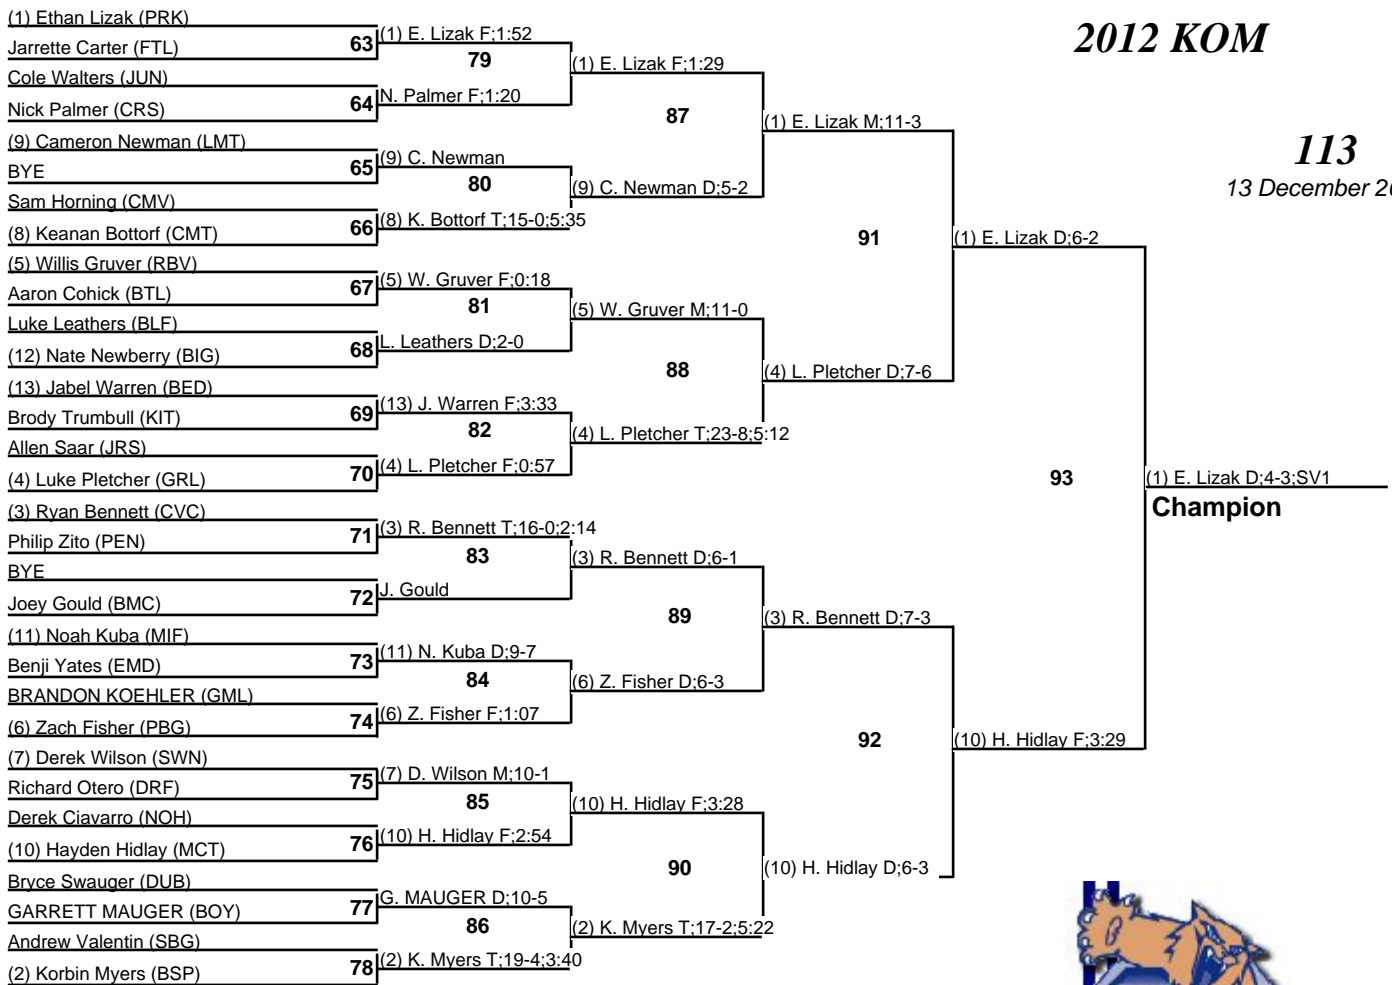 2012 KOM
113
13 December 20
(1) Ethan Lizak (PRK)
Jarrette Carter (FTL)
Cole Walters (JUN)
Nick Palmer (CRS)
(9) Cameron Newman (LMT)
BYE
Sam Horning (CMV)
(8) Keanan Bottorf (CMT)
(5) Willis Gruver (RBV)
Aaron Cohick (BTL)
Luke Leathers (BLF)
(12) Nate Newberry (BIG)
(13) Jabel Warren (BED)
Brody Trumbull (KIT)
Allen Saar (JRS)
(4) Luke Pletcher (GRL)
(3) Ryan Bennett (CVC)
Philip Zito (PEN)
BYE
Joey Gould (BMC)
(11) Noah Kuba (MIF)
Benji Yates (EMD)
BRANDON KOEHLER (GML)
(6) Zach Fisher (PBG)
(7) Derek Wilson (SWN)
Richard Otero (DRF)
Derek Ciavarro (NOH)
(10) Hayden Hidlay (MCT)
Bryce Swauger (DUB)
GARRETT MAUGER (BOY)
Andrew Valentin (SBG)
(2) Korbin Myers (BSP)
63
64
65
66
67
68
69
70
71
72
73
74
75
76
77
78
(1) E. Lizak F;1:52
N. Palmer F;1:20
(9) C. Newman
(8) K. Bottorf T;15-0;5:35
(5) W. Gruver F;0:18
L. Leathers D;2-0
(13) J. Warren F;3:33
(4) L. Pletcher F;0:57
(3) R. Bennett T;16-0;2:14
J. Gould
(11) N. Kuba D;9-7
(6) Z. Fisher F;1:07
(7) D. Wilson M;10-1
(10) H. Hidlay F;2:54
G. MAUGER D;10-5
(2) K. Myers T;19-4;3:40
79
80
81
82
83
84
85
86
(1) E. Lizak F;1:29
(9) C. Newman D;5-2
(5) W. Gruver M;11-0
(4) L. Pletcher T;23-8;5:12
(3) R. Bennett D;6-1
(6) Z. Fisher D;6-3
(10) H. Hidlay F;3:28
(2) K. Myers T;17-2;5:22
87
88
89
90
(1) E. Lizak M;11-3
(4) L. Pletcher D;7-6
(3) R. Bennett D;7-3
(10) H. Hidlay D;6-3
91
92
(1) E. Lizak D;6-2
(10) H. Hidlay F;3:29
93
(1) E. Lizak D;4-3;SV1
Champion